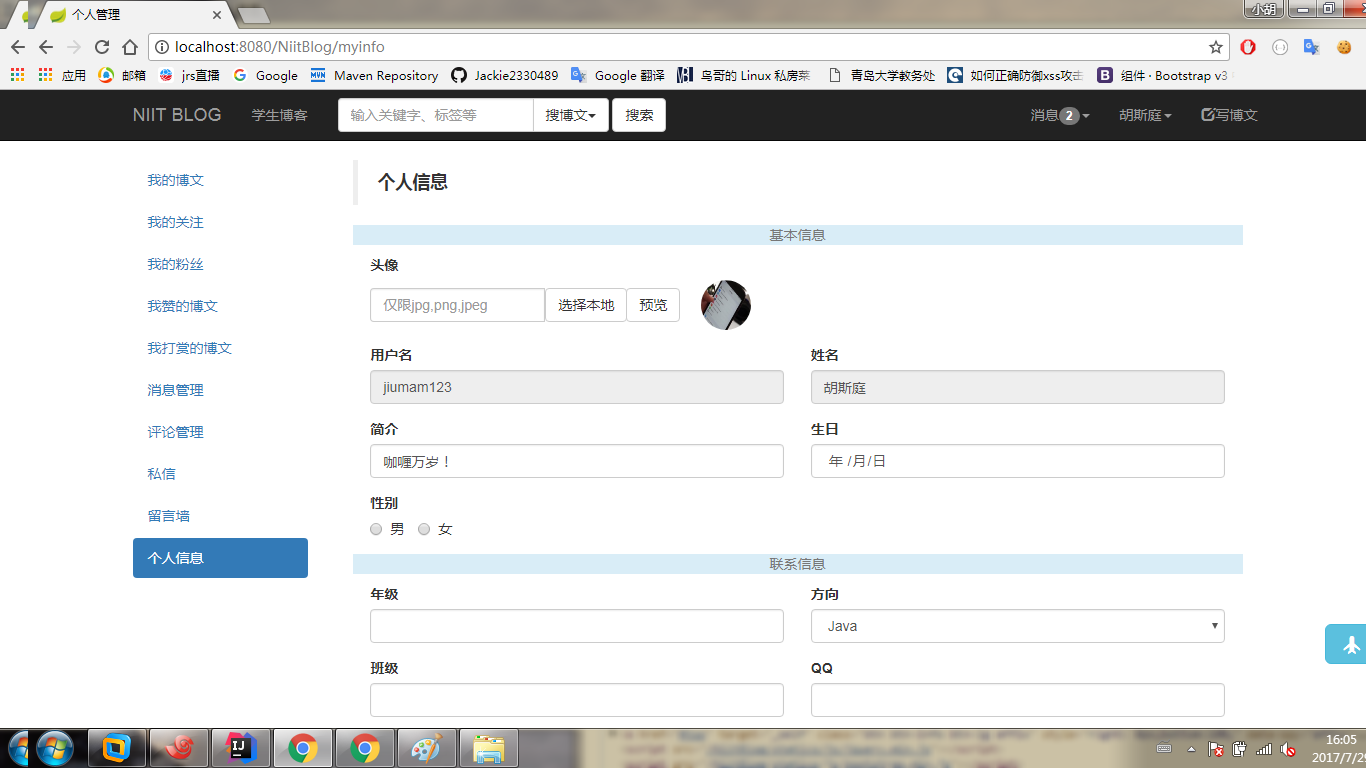 个人管理
小胡
localhost:8080/NiitBlog/myinfo
应用 邮箱 jrs直播 Google Maven Repository Jackie2330489 Google 翻译 鸟哥的 Linux 私房菜 青岛大学教务处 如何正确防御xss攻击 组件 · Bootstrap v3
NIIT BLOG 学生博客 输入关键字、标签等 搜博文 搜索 消息 2 胡斯庭 写博文
我的博文
我的关注
我的粉丝
我赞的博文
我打赏的博文
消息管理
评论管理
私信
留言墙
个人信息
个人信息
基本信息
头像
仅限jpg,png,jpeg 选择本地 预览
用户名 姓名
jiumam123 胡斯庭
简介 生日
咖喱万岁！ 年 /月/日
性别
男 女
联系信息
年级 方向
Java
班级 QQ
16:05